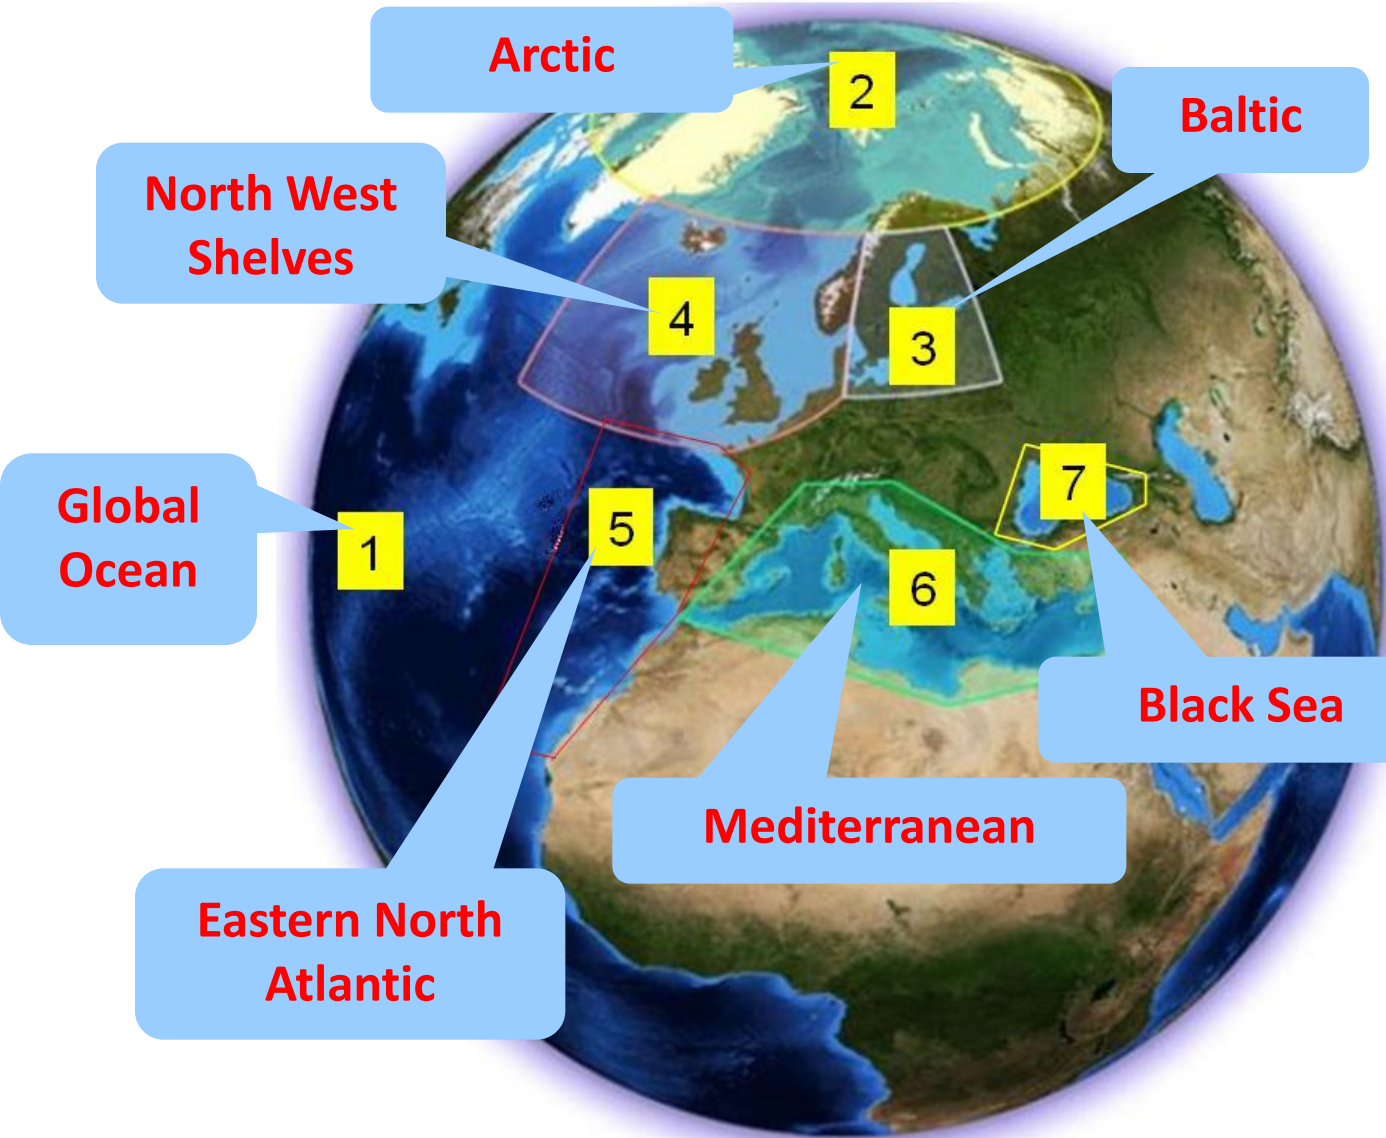 Arctic
2
Baltic
North West
Shelves
4
3
Global
Ocean
1
5
7
6
Black Sea
Mediterranean
Eastern North
Atlantic